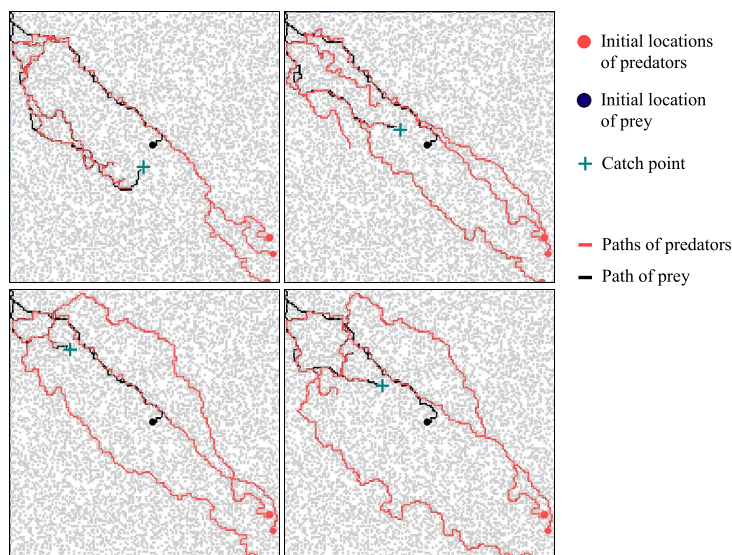 Initial locations
of predators
Initial location
of prey
Catch point
Paths of predators
Path of prey